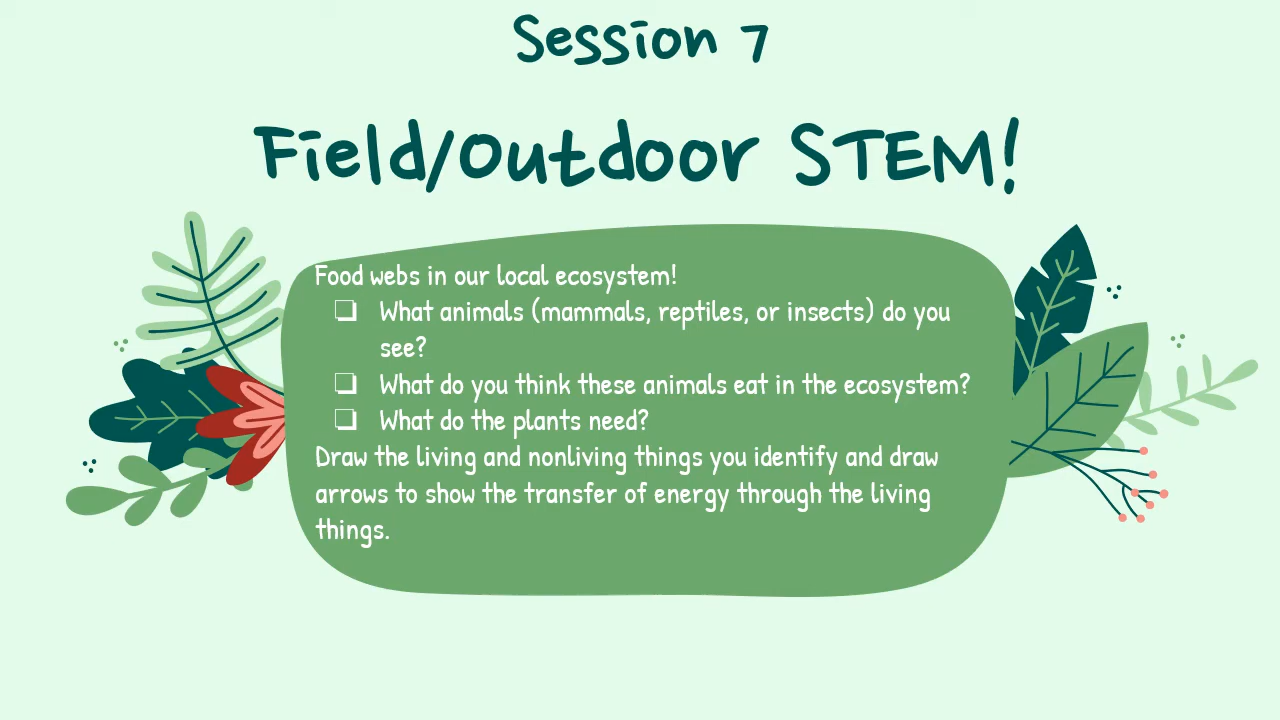 Session 7
Field/Outdoor STEM!
Food webs in our local ecosystem!
❏ What animals (mammals, reptiles, or insects) do you
see?
❏ What do you think these animals eat in the ecosystem?
❏ What do the plants need?
Draw the living and nonliving things you identify and draw
arrows to show the transfer of energy through the living
things.